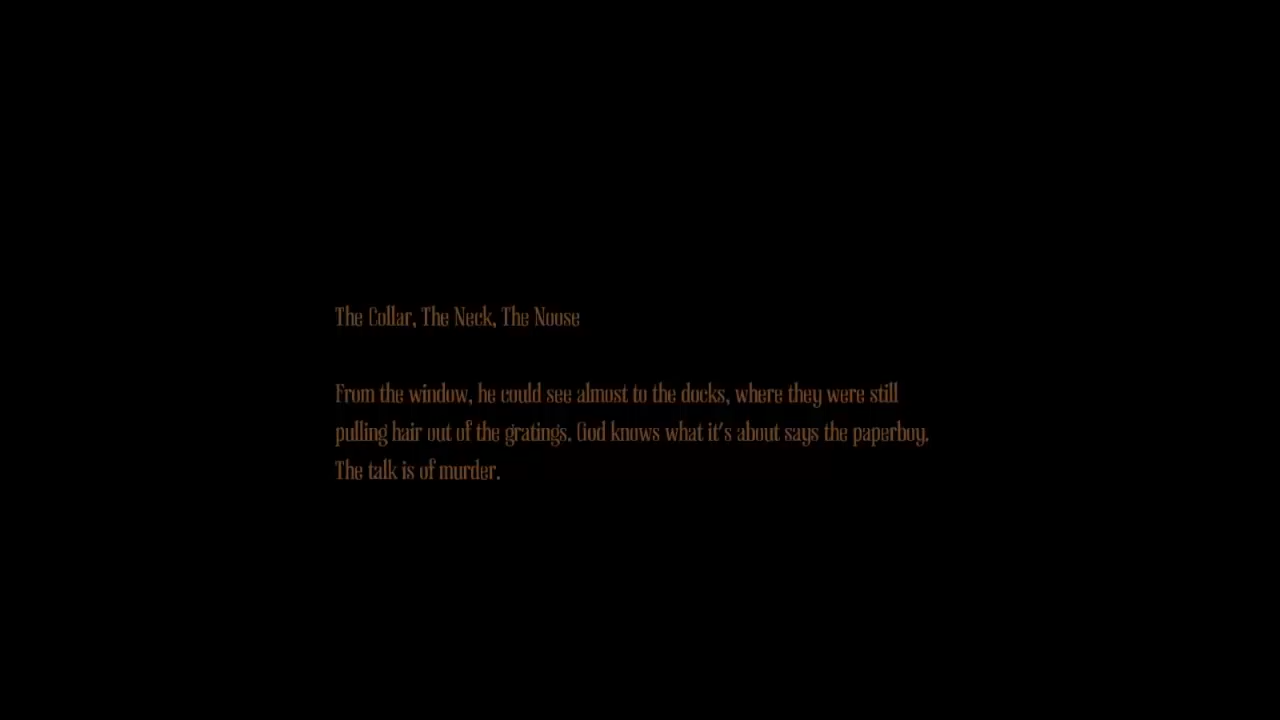 The Collar, The Neck, The Noose
From the window, he could see almost to the docks, where they were still
pulling hair out of the gratings. God knows what it's about says the paperboy.
The talk is of murder.